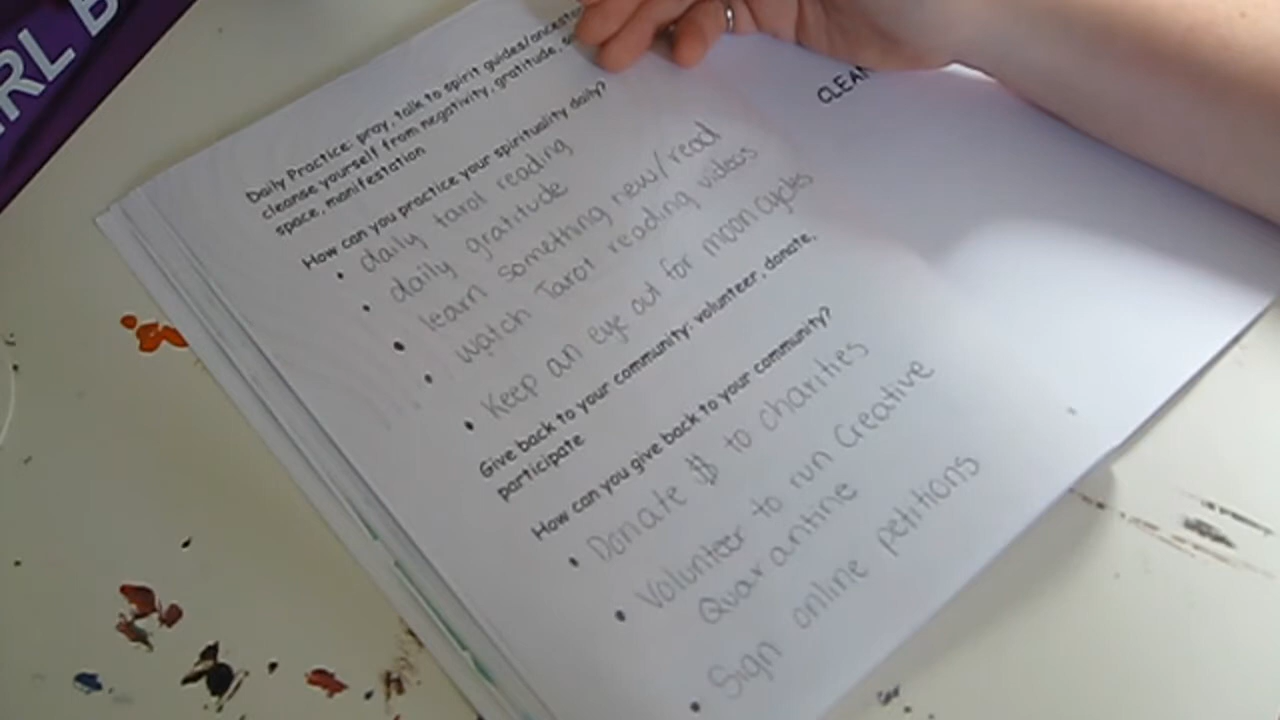 RL B
Daily Practice: pray, talk to spirit guides/
cleanse yourself from negativity, gratitude,
space, manifestation
How can you practice your spirituality daily?
• daily tarot reading
• daily gratitude
• learn something new/read
• watch Tarot reading videos
• Keep an eye out for moon cycles
Give back to your community: volunteer, donate,
participate
How can you give back to your community?
• Donate $ to charities
• Volunteer to run Creative
Quarantine
• Sign online petitions
CLEAN